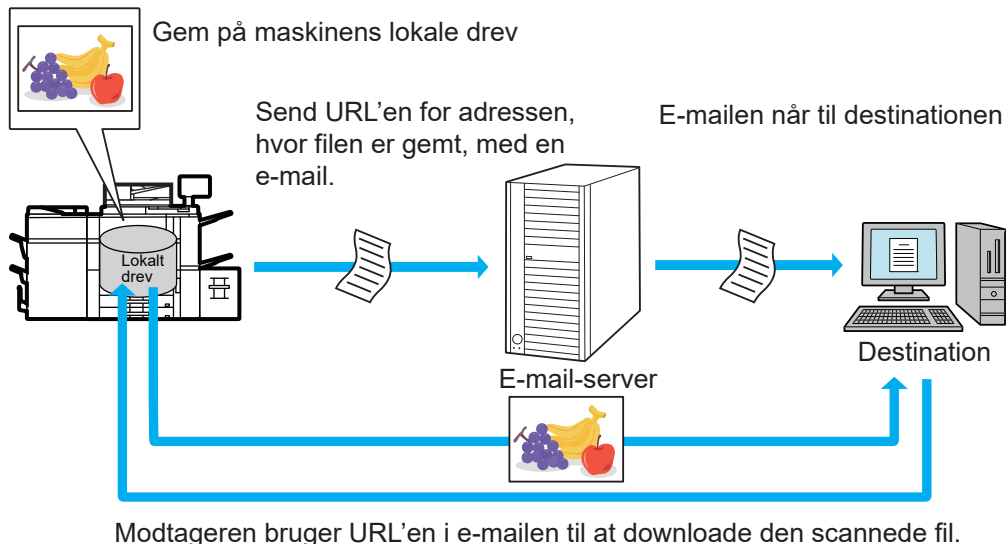 Gem på maskinens lokale drev
Send URL'en for adressen,
hvor filen er gemt, med en
e-mail.
E-mailen når til destinationen
Lokalt
drev
E-mail-server
Destination
Modtageren bruger URL'en i e-mailen til at downloade den scannede fil.